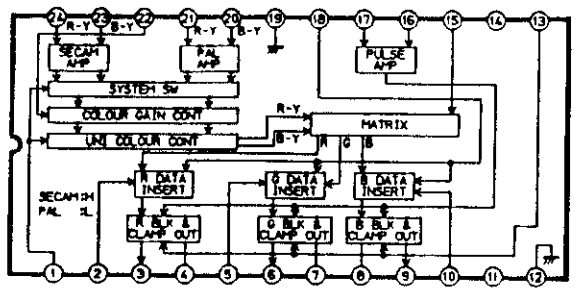 24 23 22 21 20 19 18 17 16 15 14 13
R-Y B-Y R-Y B-Y
SECAM AMP
PAL AMP
PULSE AMP
SYSTEM SW
COLOUR GAIN CONT
UNI COLOUR CONT
R-Y
B-Y
MATRIX
R G B
R DATA INSERT
G DATA INSERT
B DATA INSERT
SECAM:H
PAL :L
R BLK & CLAMP OUT
G BLK & CLAMP OUT
B BLK & CLAMP OUT
1 2 3 4 5 6 7 8 9 10 11 12